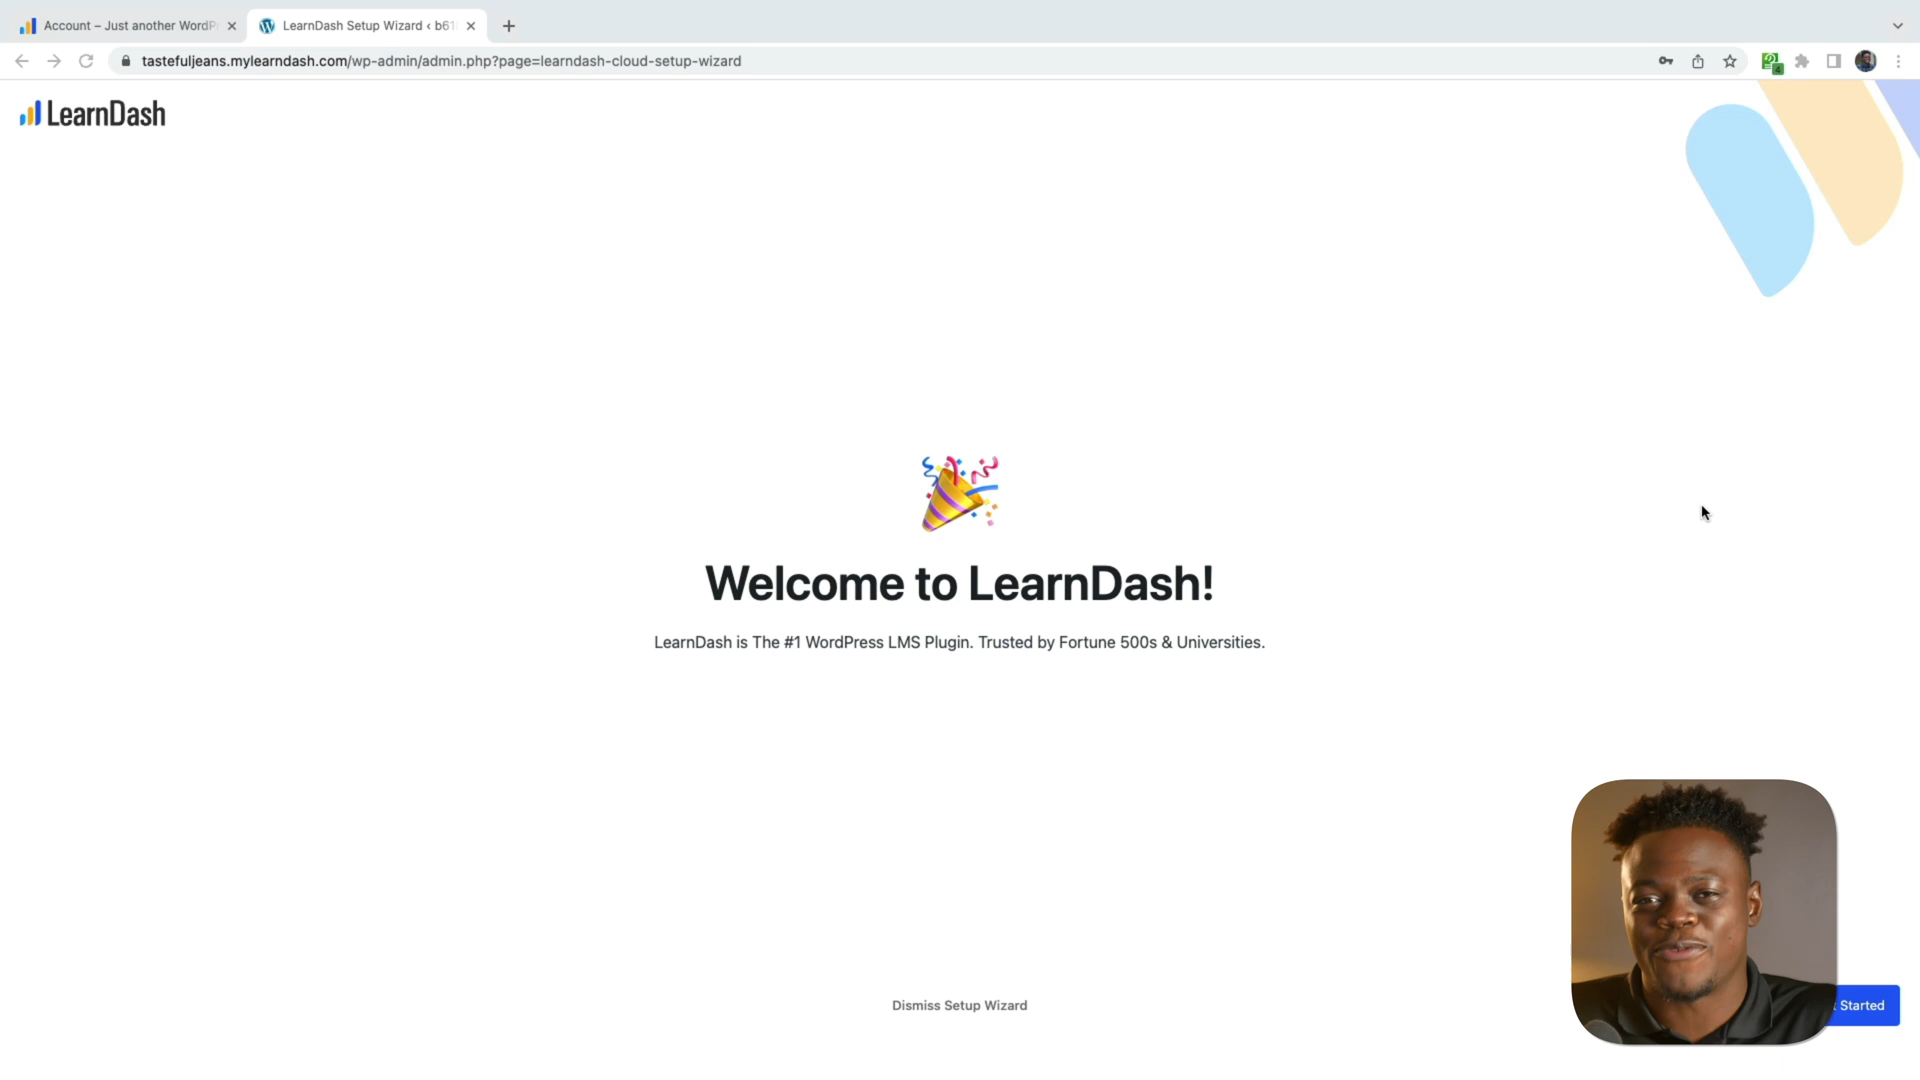 Account – Just another WordP
LearnDash Setup Wizard ‹ b61
tastefuljeans.mylearndash.com/wp-admin/admin.php?page=learndash-cloud-setup-wizard
4
LearnDash
Welcome to LearnDash!
LearnDash is The #1 WordPress LMS Plugin. Trusted by Fortune 500s & Universities.
Dismiss Setup Wizard
Started